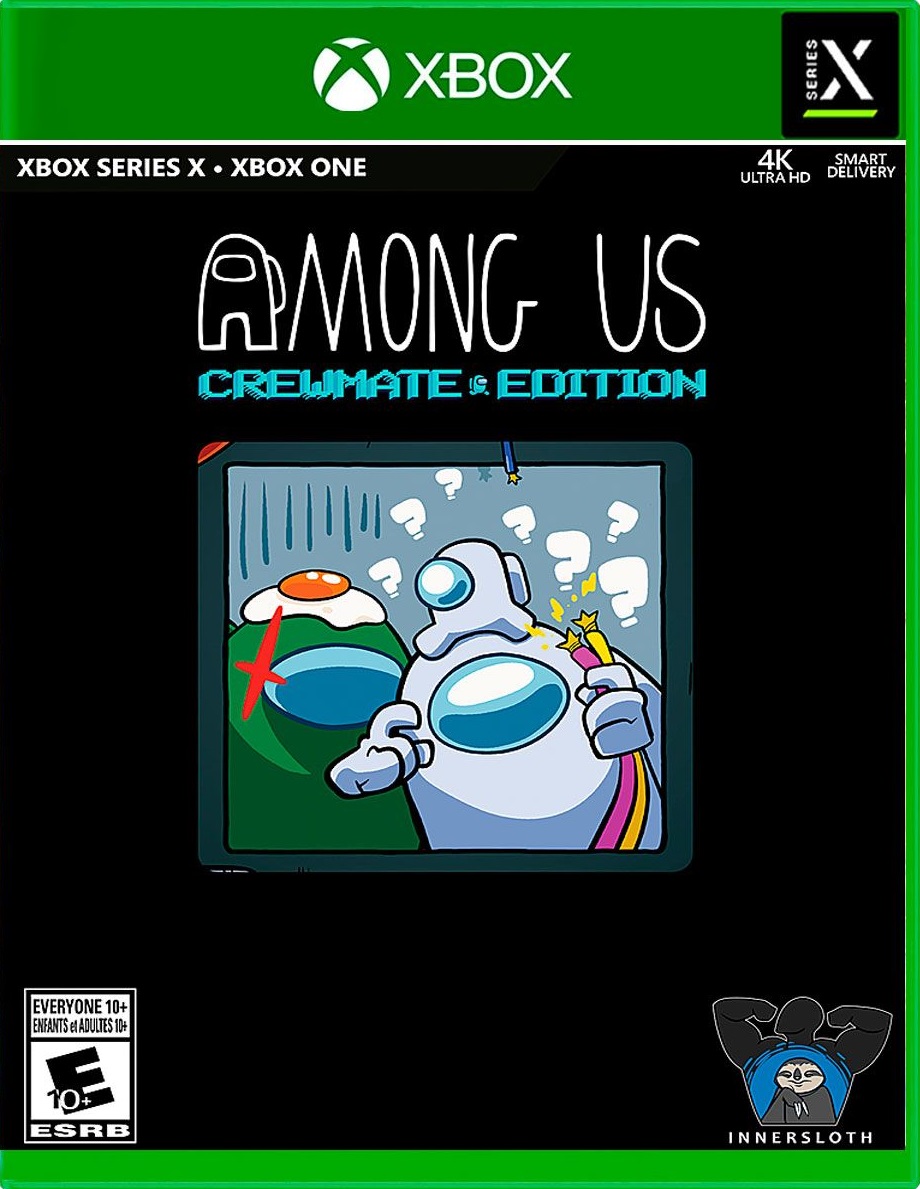 XBOX
SERIES X
XBOX SERIES X • XBOX ONE
4K
ULTRA HD
SMART
DELIVERY
AMONG US
CREWMATE EDITION
? ? ? ? ? ? ?
EVERYONE 10+
ENFANTS et ADULTES 10+
E
10+
ESRB
INNERSLOTH